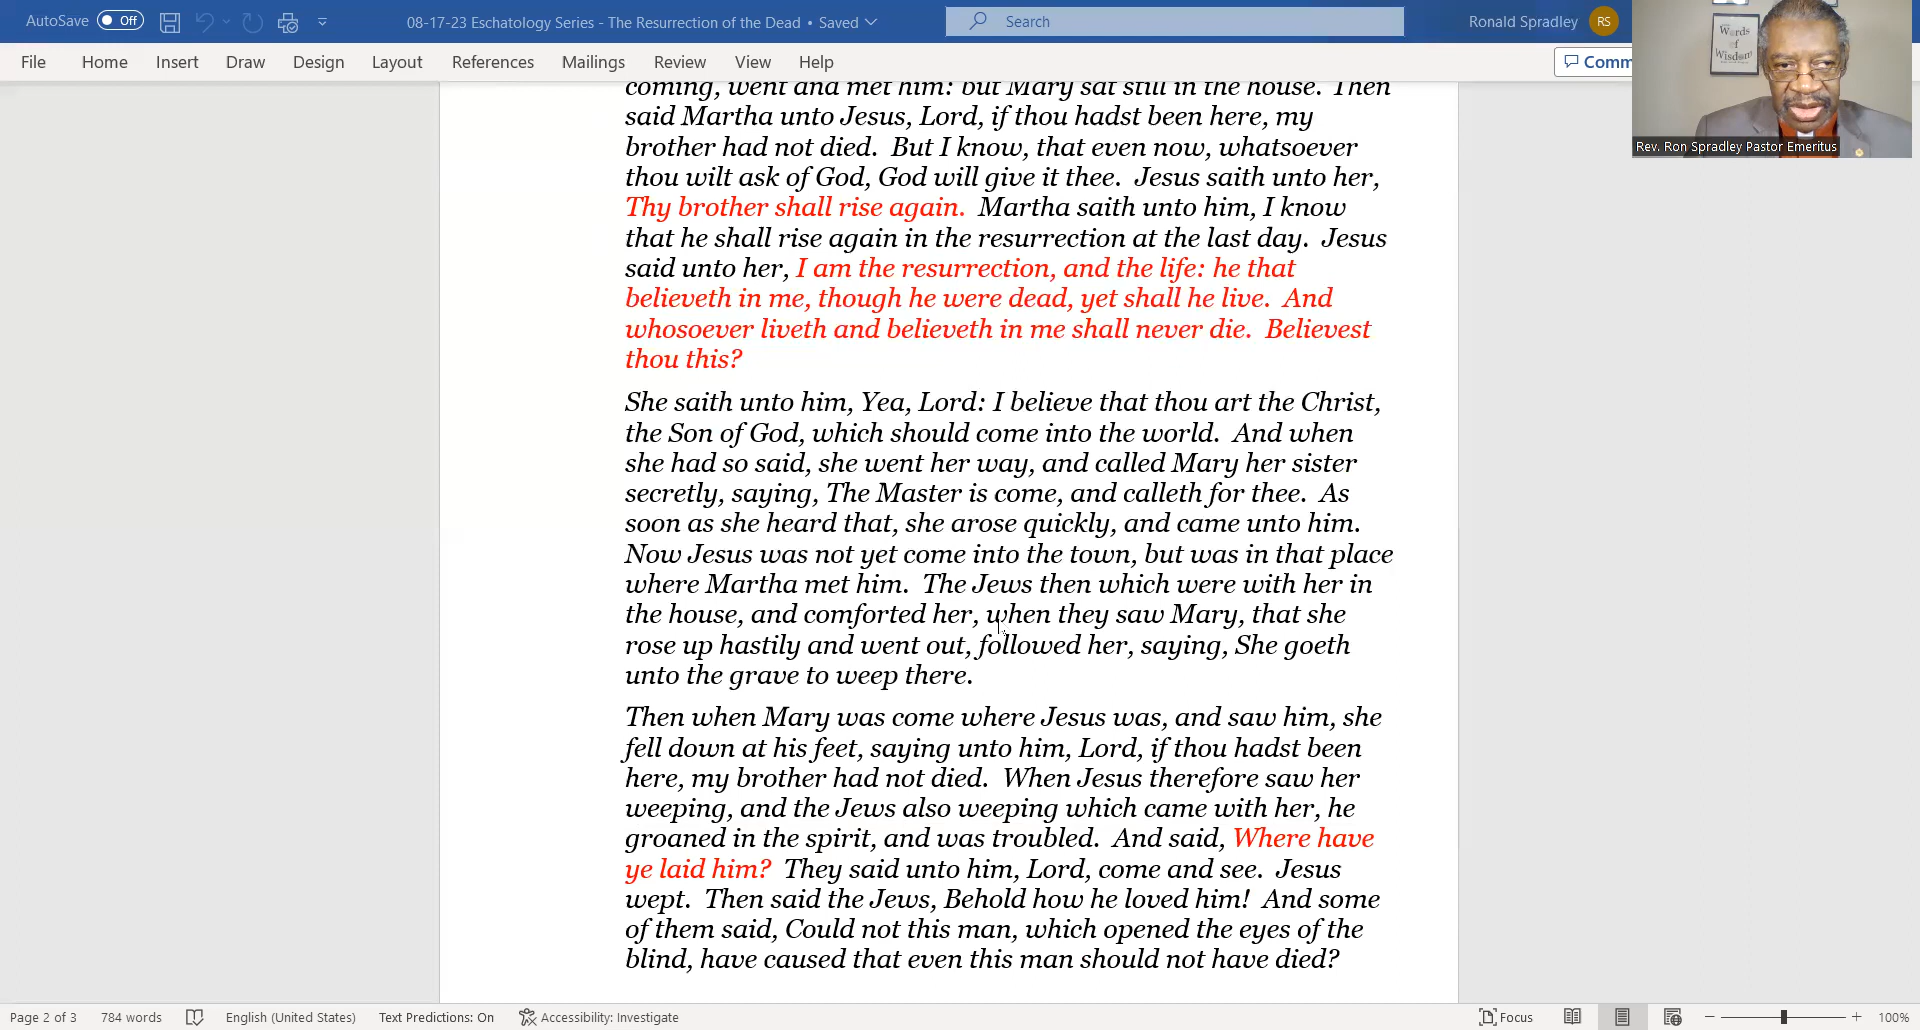 AutoSave Off 08-17-23 Eschatology Series - The Resurrection of the Dead • Saved Search Ronald Spradley RS
File Home Insert Draw Design Layout References Mailings Review View Help Comm
Words
of
Wisdom
Rev. Ron Spradley Pastor Emeritus
coming, went and met him: but Mary sat still in the house. Then
said Martha unto Jesus, Lord, if thou hadst been here, my
brother had not died. But I know, that even now, whatsoever
thou wilt ask of God, God will give it thee. Jesus saith unto her,
Thy brother shall rise again. Martha saith unto him, I know
that he shall rise again in the resurrection at the last day. Jesus
said unto her, I am the resurrection, and the life: he that
believeth in me, though he were dead, yet shall he live. And
whosoever liveth and believeth in me shall never die. Believest
thou this?
She saith unto him, Yea, Lord: I believe that thou art the Christ,
the Son of God, which should come into the world. And when
she had so said, she went her way, and called Mary her sister
secretly, saying, The Master is come, and calleth for thee. As
soon as she heard that, she arose quickly, and came unto him.
Now Jesus was not yet come into the town, but was in that place
where Martha met him. The Jews then which were with her in
the house, and comforted her, when they saw Mary, that she
rose up hastily and went out, followed her, saying, She goeth
unto the grave to weep there.
Then when Mary was come where Jesus was, and saw him, she
fell down at his feet, saying unto him, Lord, if thou hadst been
here, my brother had not died. When Jesus therefore saw her
weeping, and the Jews also weeping which came with her, he
groaned in the spirit, and was troubled. And said, Where have
ye laid him? They said unto him, Lord, come and see. Jesus
wept. Then said the Jews, Behold how he loved him! And some
of them said, Could not this man, which opened the eyes of the
blind, have caused that even this man should not have died?
Page 2 of 3 784 words English (United States) Text Predictions: On Accessibility: Investigate Focus 100%